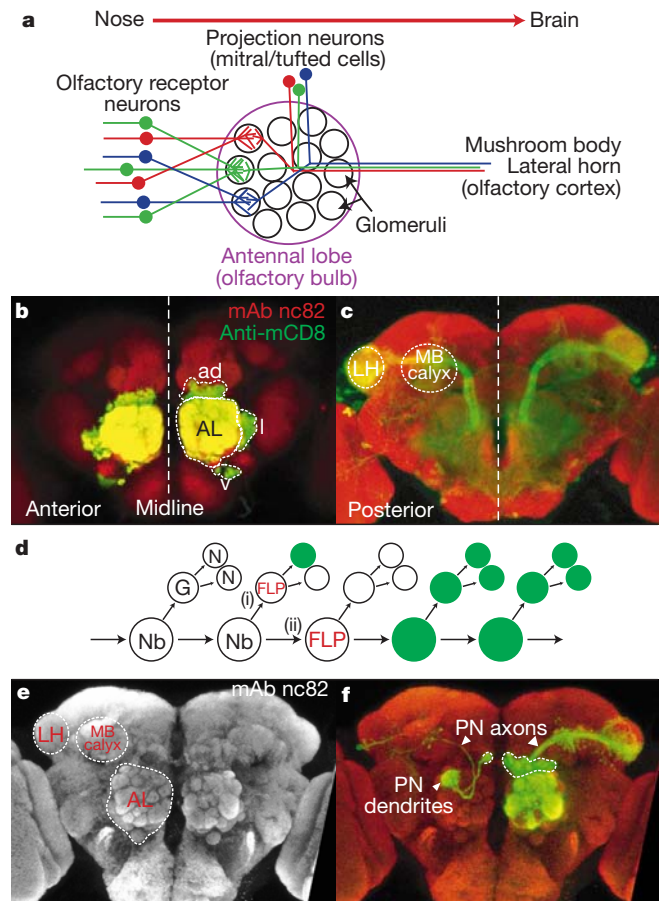 a
Nose
Brain
Projection neurons
(mitral/tufted cells)
Olfactory receptor
neurons
Mushroom body
Lateral horn
(olfactory cortex)
Glomeruli
Antennal lobe
(olfactory bulb)
b
mAb nc82
Anti-mCD8
ad
AL
l
v
Anterior
Midline
c
LH
MB
calyx
Posterior
d
N
G
N
FLP
(i)
(ii)
Nb
Nb
FLP
e
mAb nc82
LH
MB
calyx
AL
f
PN axons
PN
dendrites